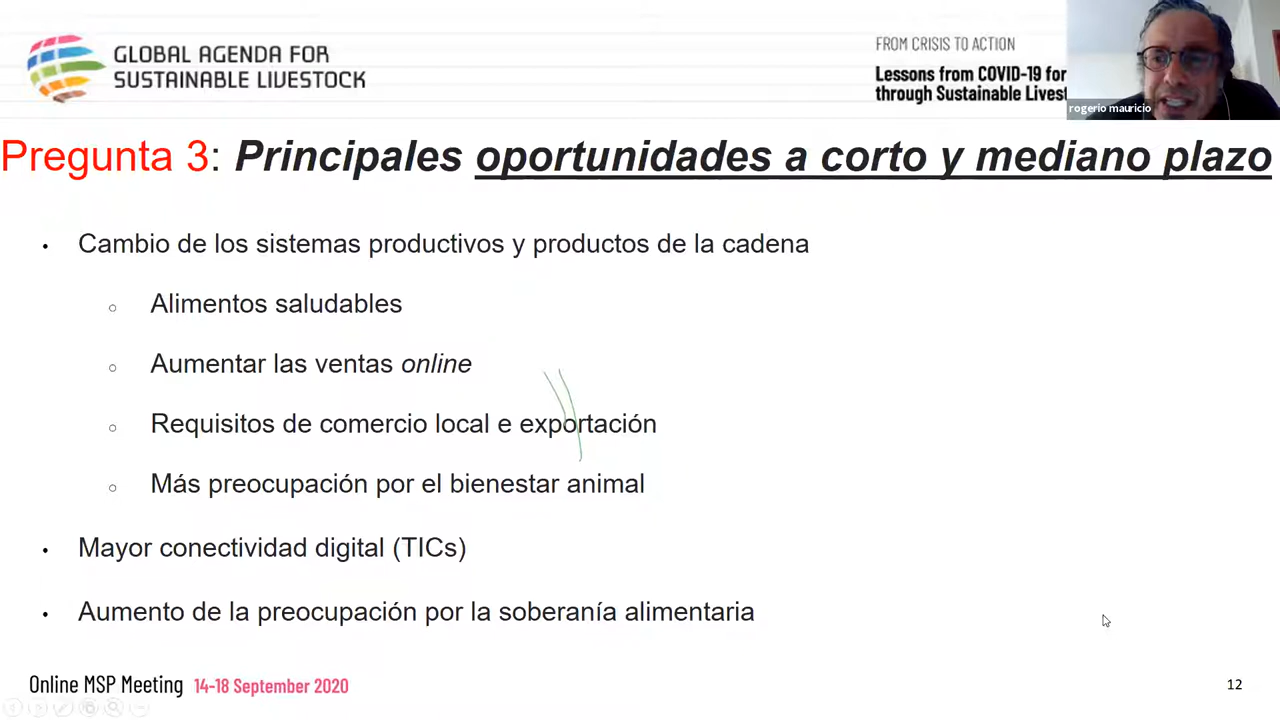 GLOBAL AGENDA FOR
SUSTAINABLE LIVESTOCK
FROM CRISIS TO ACTION
Lessons from COVID-19 for
through Sustainable Livest
rogerio mauricio
Pregunta 3: Principales oportunidades a corto y mediano plazo
• Cambio de los sistemas productivos y productos de la cadena
○ Alimentos saludables
○ Aumentar las ventas online
○ Requisitos de comercio local e exportación
○ Más preocupación por el bienestar animal
• Mayor conectividad digital (TICs)
• Aumento de la preocupación por la soberanía alimentaria
Online MSP Meeting 14-18 September 2020
12